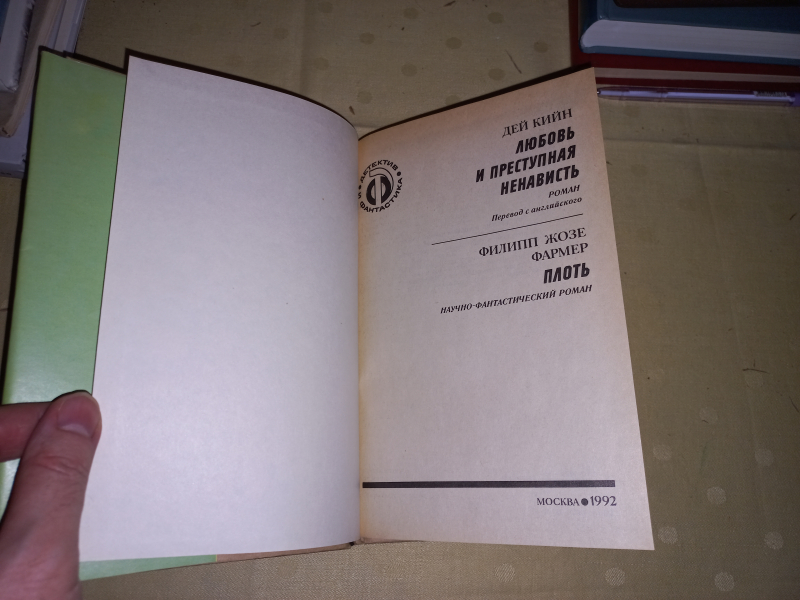 ДЕТЕКТИВ
И ФАНТАСТИКА
ДЕЙ КИЙН
ЛЮБОВЬ
И ПРЕСТУПНАЯ
НЕНАВИСТЬ
РОМАН
Перевод с английского
ФИЛИПП ЖОЗЕ
ФАРМЕР
ПЛОТЬ
НАУЧНО-ФАНТАСТИЧЕСКИЙ РОМАН
МОСКВА ● 1992